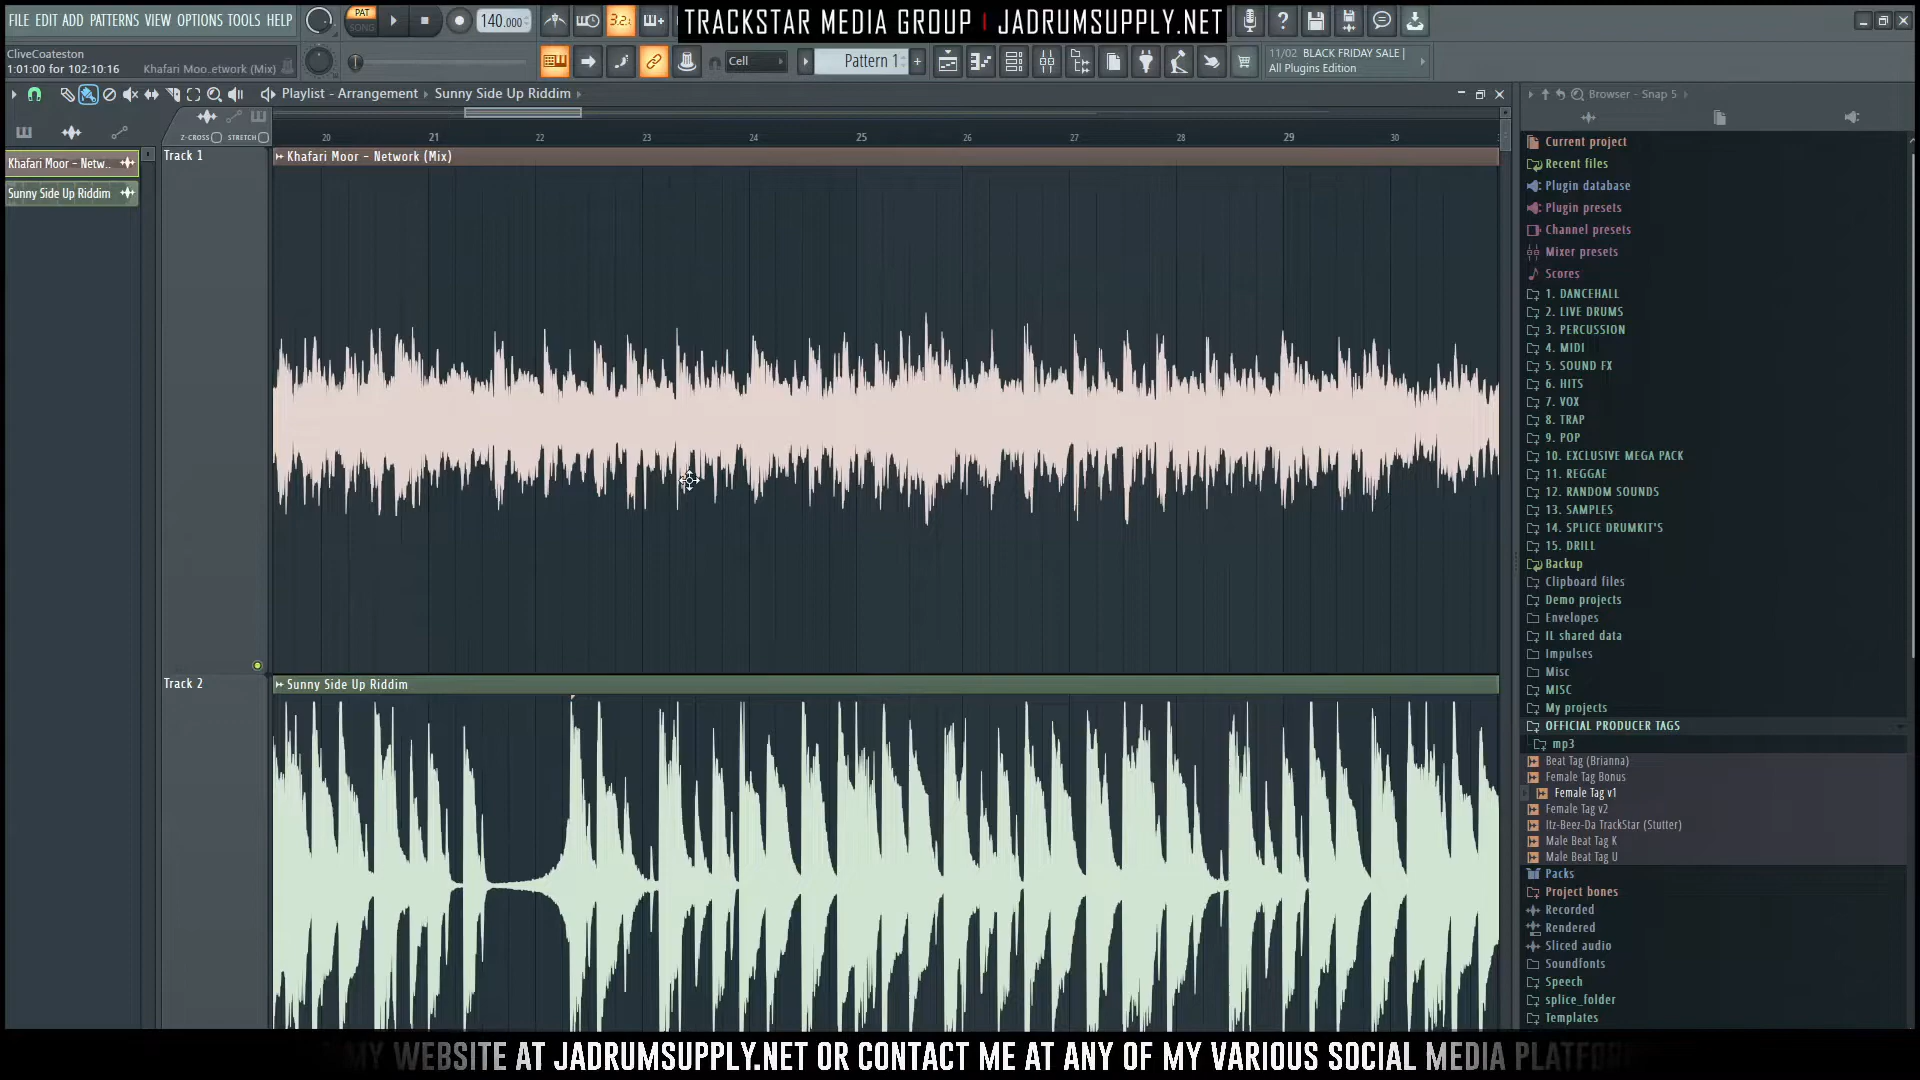 FILE EDIT ADD PATTERNS VIEW OPTIONS TOOLS HELP
PAT
SONG
140.000
3.2.
TRACKSTAR MEDIA GROUP | JADRUMSUPPLY.NET
CliveCoateston
1:01:00 for 102:10:16
Khafari Moo..etwork (Mix)
Cell
Pattern 1
11/02 BLACK FRIDAY SALE |
All Plugins Edition
Playlist - Arrangement
Sunny Side Up Riddim
Browser - Snap 5
Z-CROSS
STRETCH
20
21
22
23
24
25
26
27
28
29
30
Khafari Moor - Netw..
Sunny Side Up Riddim
Track 1
Khafari Moor - Network (Mix)
Track 2
Sunny Side Up Riddim
Current project
Recent files
Plugin database
Plugin presets
Channel presets
Mixer presets
Scores
1. DANCEHALL
2. LIVE DRUMS
3. PERCUSSION
4. MIDI
5. SOUND FX
6. HITS
7. VOX
8. TRAP
9. POP
10. EXCLUSIVE MEGA PACK
11. REGGAE
12. RANDOM SOUNDS
13. SAMPLES
14. SPLICE DRUMKIT'S
15. DRILL
Backup
Clipboard files
Demo projects
Envelopes
IL shared data
Impulses
Misc
MISC
My projects
OFFICIAL PRODUCER TAGS
mp3
Beat Tag (Brianna)
Female Tag Bonus
Female Tag v1
Female Tag v2
Itz-Beez-Da TrackStar (Stutter)
Male Beat Tag K
Male Beat Tag U
Packs
Project bones
Recorded
Rendered
Sliced audio
Soundfonts
Speech
splice_folder
Templates
MY WEBSITE AT JADRUMSUPPLY.NET OR CONTACT ME AT ANY OF MY VARIOUS SOCIAL MEDIA PLATFOR